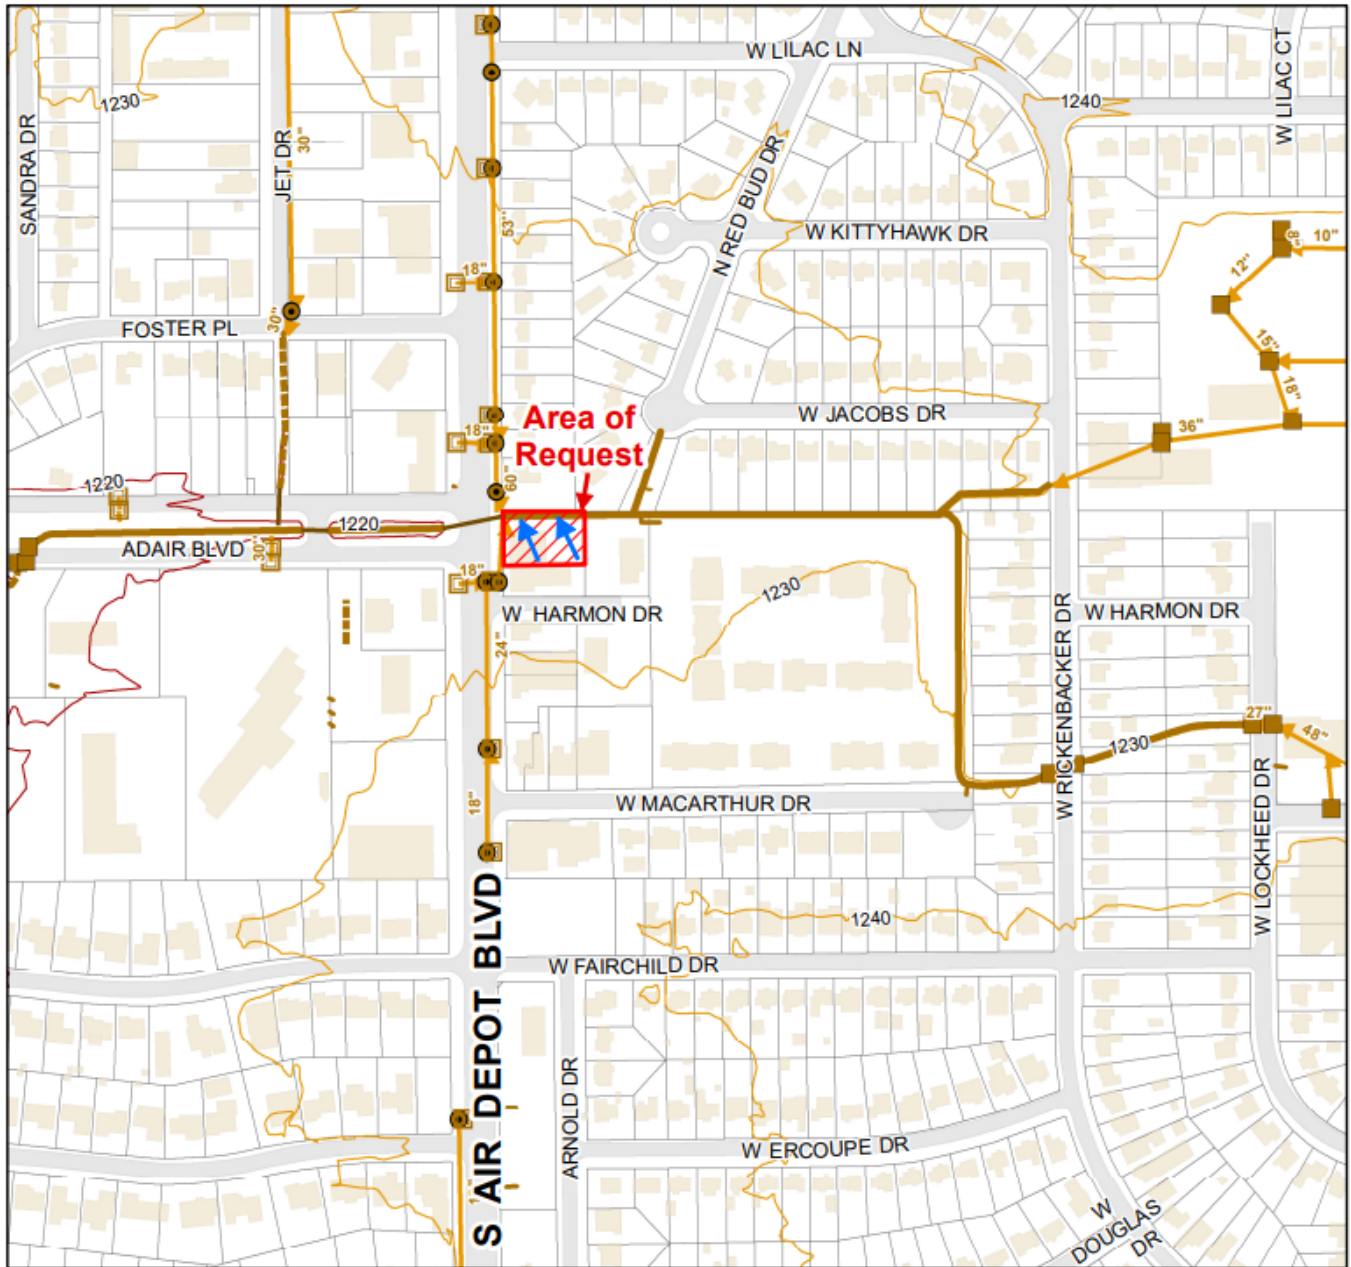 W LILAC LN
W LILAC CT
1230
1240
SANDRA DR
JET DR
30"
N RED BUD DR
53"
W KITTYHAWK DR
8"
10"
12"
18"
30"
FOSTER PL
15"
18"
W JACOBS DR
Area of
Request
18"
36"
60"
1220
1220
ADAIR BLVD
30"
18"
1230
W HARMON DR
W HARMON DR
24"
W RICKENBACKER DR
27"
48"
1230
W LOCKHEED DR
18"
W MACARTHUR DR
1240
S AIR DEPOT BLVD
W FAIRCHILD DR
ARNOLD DR
W ERCOUPE DR
W
DOUGLAS
DR